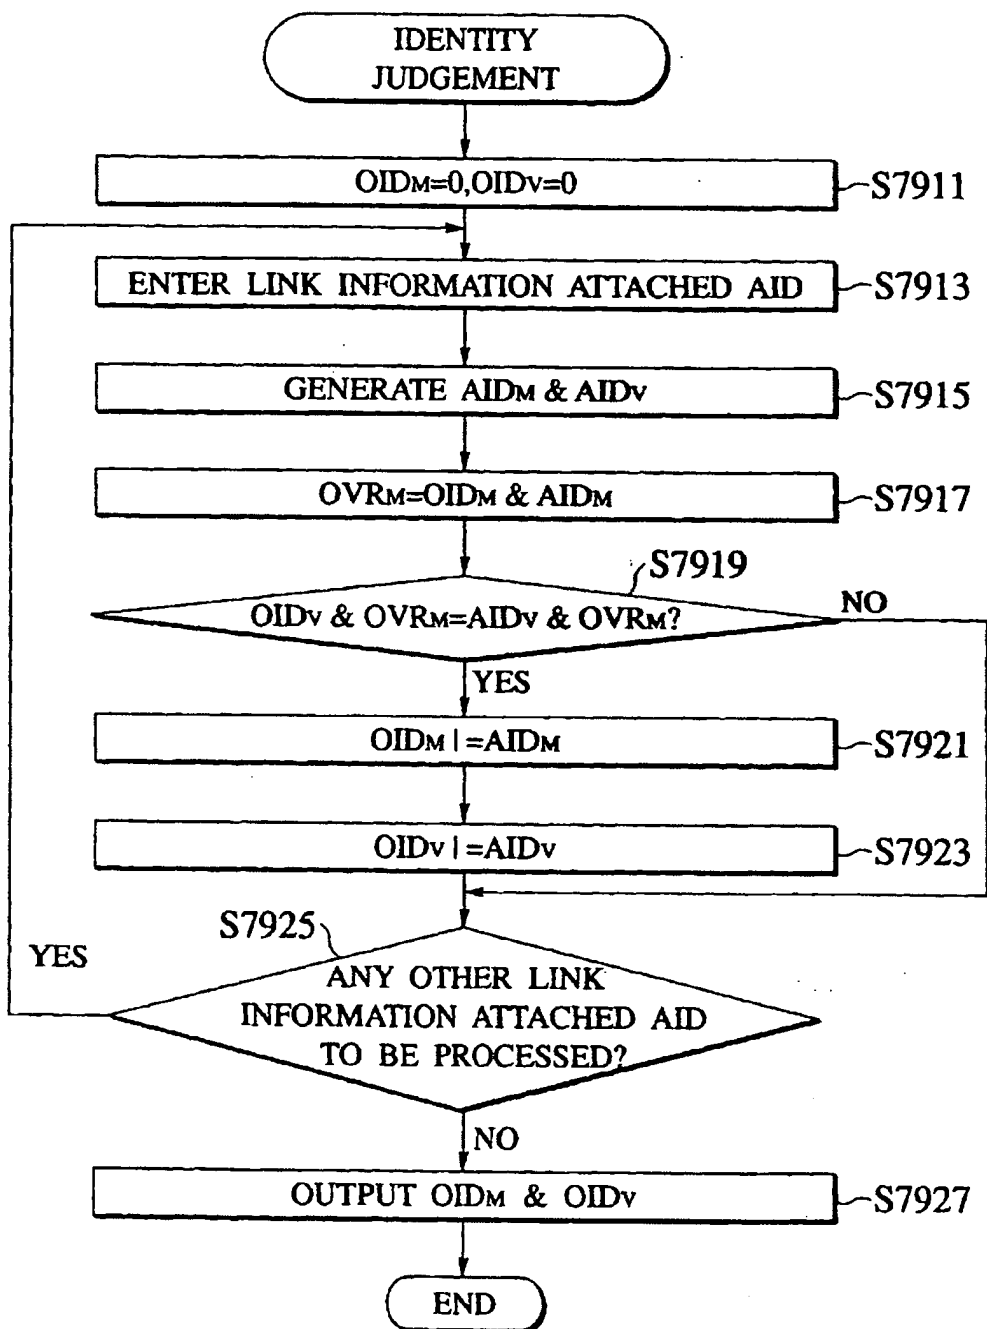 IDENTITY
JUDGEMENT
OIDM=0,OIDV=0
S7911
ENTER LINK INFORMATION ATTACHED AID
S7913
GENERATE AIDM & AIDV
S7915
OVRM=OIDM & AIDM
S7917
S7919
OIDV & OVRM=AIDV & OVRM?
NO
YES
OIDM |=AIDM
S7921
OIDV |=AIDV
S7923
S7925
YES
ANY OTHER LINK
INFORMATION ATTACHED AID
TO BE PROCESSED?
NO
OUTPUT OIDM & OIDV
S7927
END